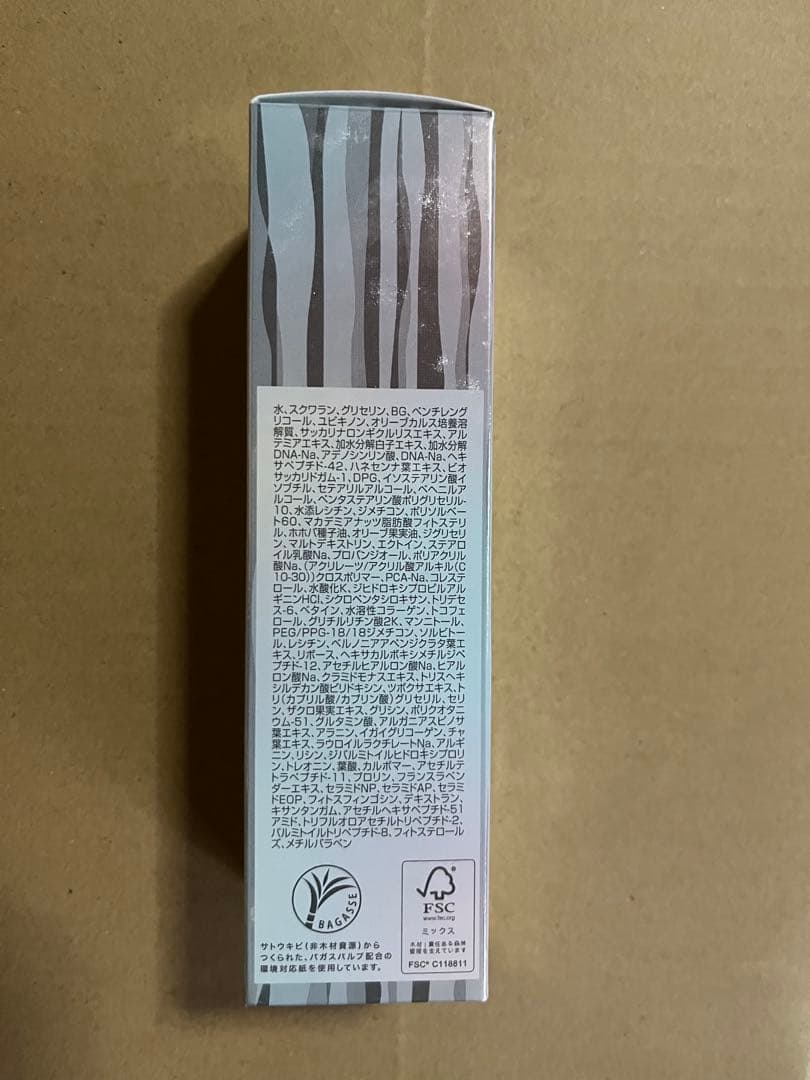 水、スクワラン、グリセリン、BG、ペンチレング
リコール、ユビキノン、オリーブカルス培養溶
解質、サッカリナロンギクルリスエキス、アル
テミアエキス、加水分解白子エキス、加水分解
DNA-Na、アデノシンリン酸、DNA-Na、ヘキ
サペプチド-42、ハネセンナ葉エキス、ビオ
サッカリドガム-1、DPG、イソステアリン酸イ
ソブチル、セテアリルアルコール、ベヘニルア
ルコール、ペンタステアリン酸ポリグリセリル-
10、水添レシチン、ジメチコン、ポリソルベー
ト60、マカデミアナッツ脂肪酸フィトステリ
ル、ホホバ種子油、オリーブ果実油、ジグリセリ
ン、マルトデキストリン、エクトイン、ステアロ
イル乳酸Na、プロパンジオール、ポリアクリル
酸Na、(アクリレーツ/アクリル酸アルキル(C
10-30))クロスポリマー、PCA-Na、コレステ
ロール、水酸化K、ジヒドロキシプロピルアル
ギニンHCl、シクロペンタシロキサン、トリデセ
ス-6、ベタイン、水溶性コラーゲン、トコフェ
ロール、グリチルリチン酸2K、マンニトール、
PEG/PPG-18/18ジメチコン、ソルビトー
ル、レシチン、ベルノニアアペンジクラタ葉エ
キス、リボース、ヘキサカルボキシメチルジペ
プチド-12、アセチルヒアルロン酸Na、ヒアル
ロン酸Na、クラミドモナスエキス、トリスヘキ
シルデカン酸ピリドキシン、ツボクサエキス、ト
リ(カプリル酸/カプリン酸)グリセリル、セリ
ン、ザクロ果実エキス、グリシン、ポリクオタニ
ウム-51、グルタミン酸、アルガニアスピノサ
葉エキス、アラニン、イガイグリコーゲン、チャ
葉エキス、ラウロイルラクチレートNa、アルギ
ニン、リシン、ジパルミトイルヒドロキシプロリ
ン、トレオニン、葉酸、カルボマー、アセチルテ
トラペプチド-11、プロリン、フランスラベン
ダーエキス、セラミドNP、セラミドAP、セラミ
ドEOP、フィトスフィンゴシン、デキストラン、
キサンタンガム、アセチルヘキサペプチド-51
アミド、トリフルオロアセチルトリペプチド-2、
パルミトイルトリペプチド-8、フィトステロール
ズ、メチルパラベン
BAGASSE
サトウキビ(非木材資源)から
つくられた、バガスパルプ配合の
環境対応紙を使用しています。
FSC
www.fsc.org
ミックス
木材｜責任ある森林
管理を支えています
FSC® C118811